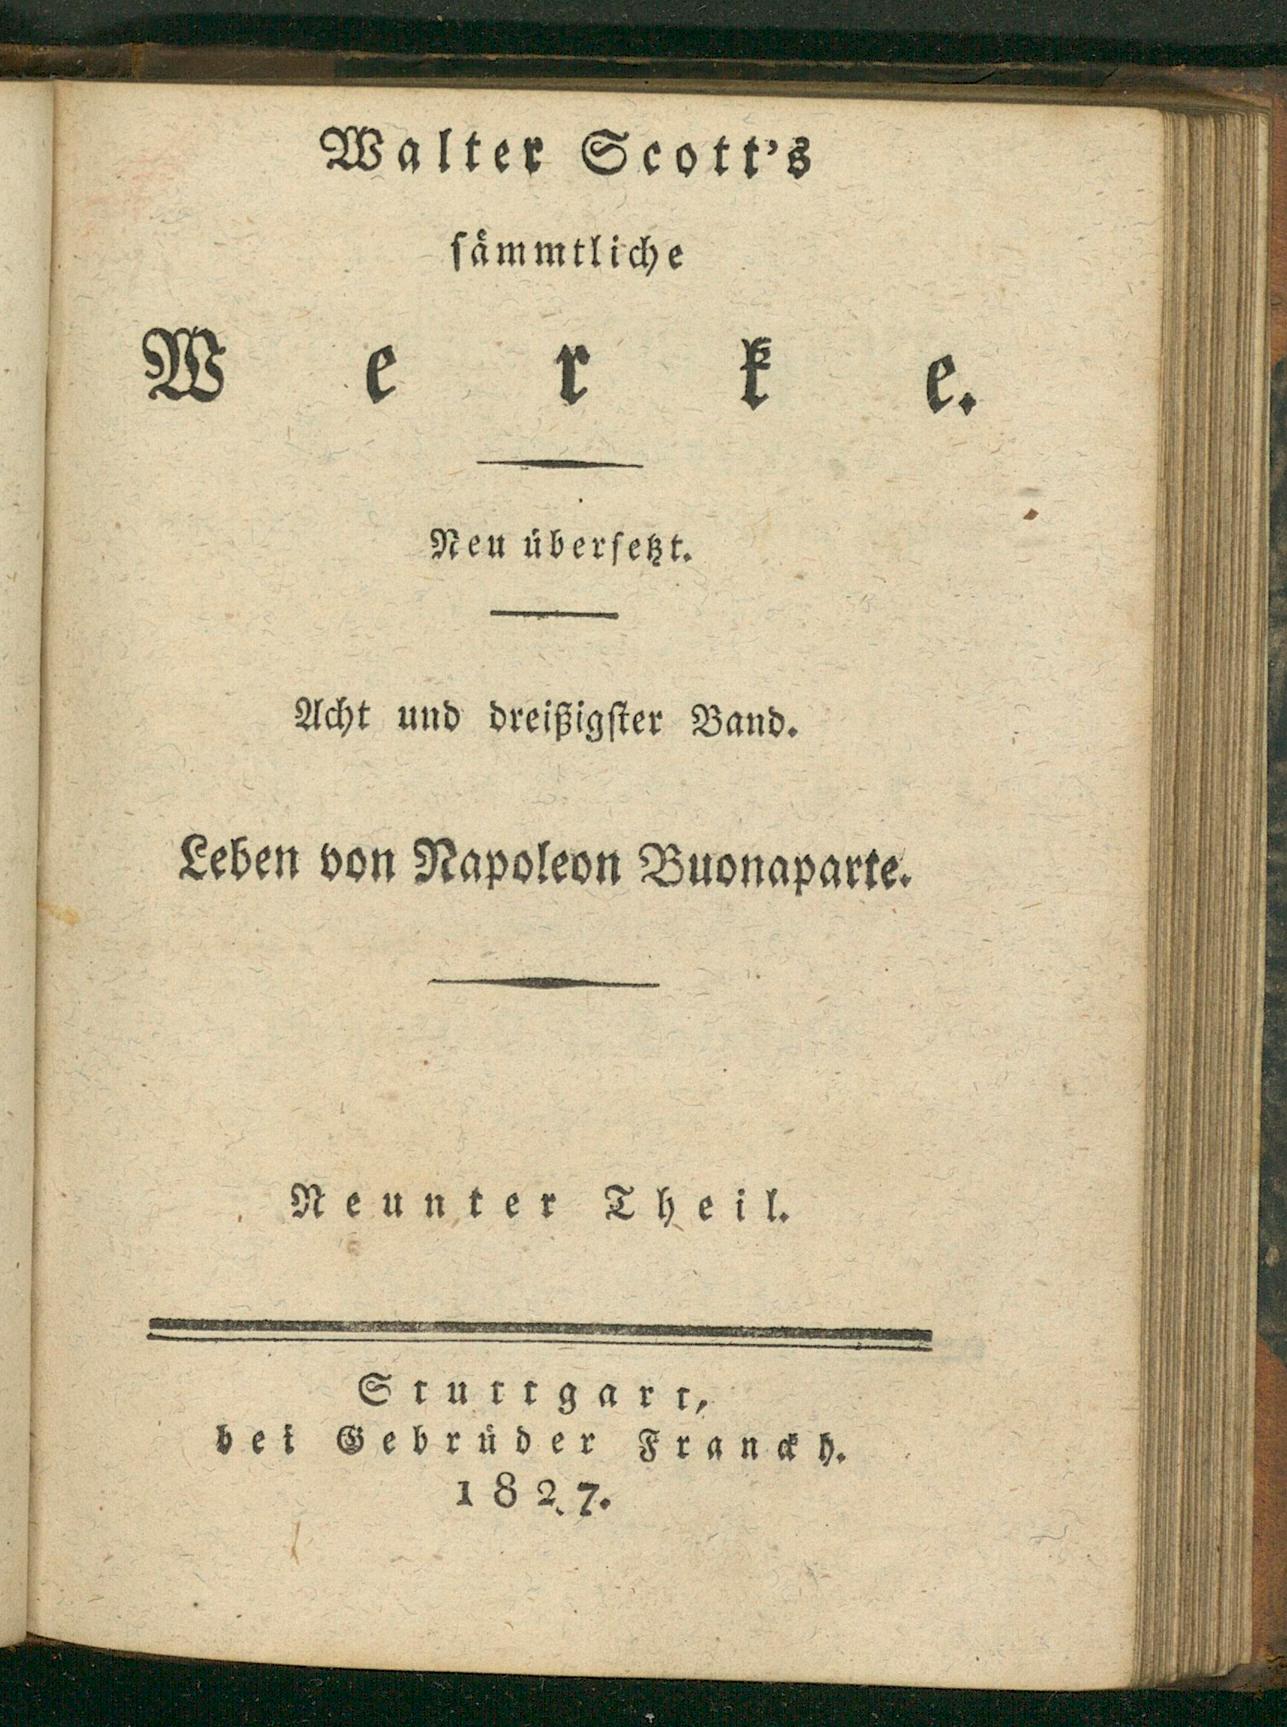 Walter Scott's
sämmtliche
Werke.
Neu übersetzt.
Acht und dreißigster Band.
Leben von Napoleon Buonaparte.
Neunter Theil.
Stuttgart,
bei Gebrüder Franckh.
1827.